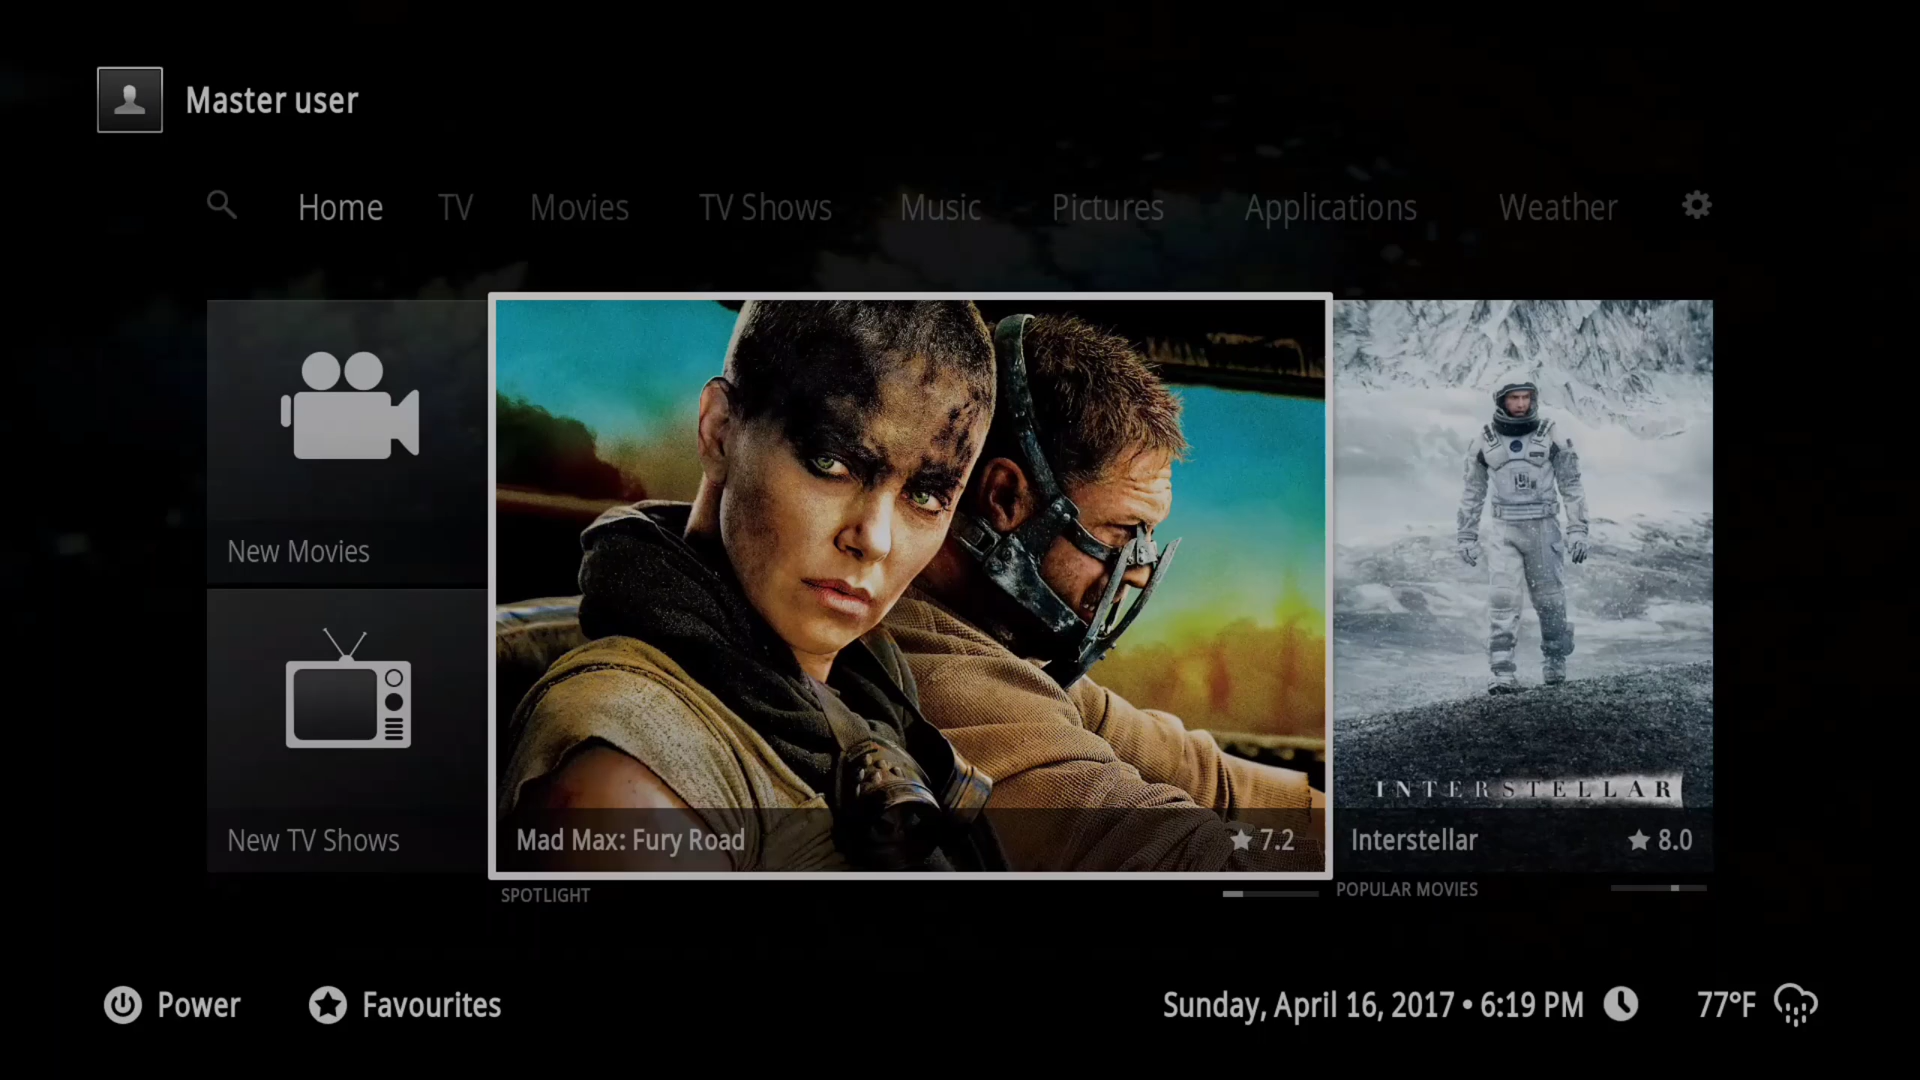 Master user
Home TV Movies TV Shows Music Pictures Applications Weather
New Movies
New TV Shows
Mad Max: Fury Road 7.2
SPOTLIGHT
INTERSTELLAR
Interstellar 8.0
POPULAR MOVIES
Power Favourites Sunday, April 16, 2017 • 6:19 PM 77°F